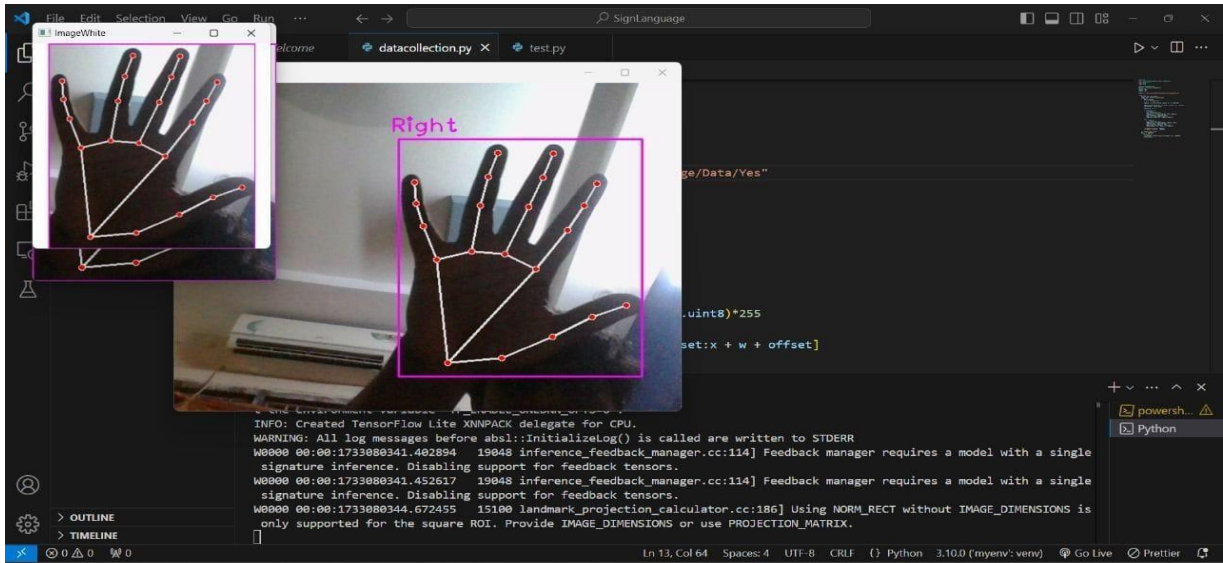 File Edit Selection View Go Run ··· SignLanguage
ImageWhite
elcome datacollection.py test.py
Right
ge/Data/Yes"
.uint8)*255
set:x + w + offset]
powersh...
Python
INFO: Created TensorFlow Lite XNNPACK delegate for CPU.
WARNING: All log messages before absl::InitializeLog() is called are written to STDERR
W0000 00:00:1733080341.402894 19048 inference_feedback_manager.cc:114] Feedback manager requires a model with a single
signature inference. Disabling support for feedback tensors.
W0000 00:00:1733080341.452617 19048 inference_feedback_manager.cc:114] Feedback manager requires a model with a single
signature inference. Disabling support for feedback tensors.
W0000 00:00:1733080344.672455 15100 landmark_projection_calculator.cc:186] Using NORM_RECT without IMAGE_DIMENSIONS is
only supported for the square ROI. Provide IMAGE_DIMENSIONS or use PROJECTION_MATRIX.
OUTLINE
TIMELINE
0 0 0 Ln 13, Col 64 Spaces: 4 UTF-8 CRLF {} Python 3.10.0 ('myenv': venv) Go Live Prettier